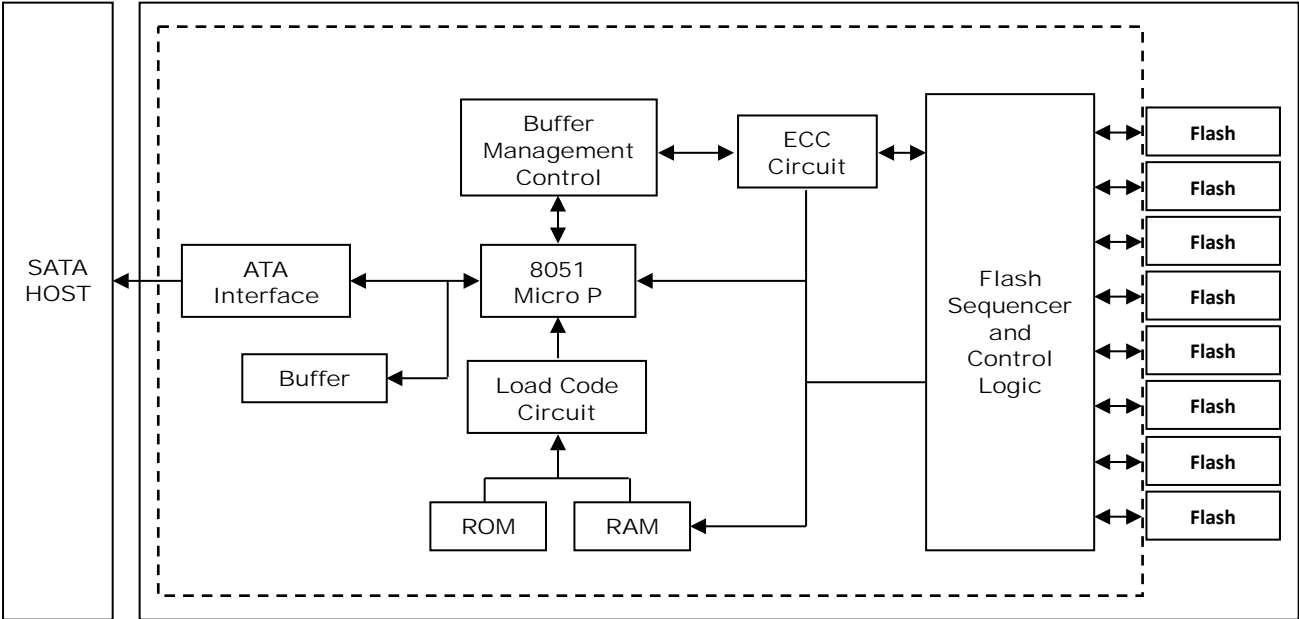 SATA
HOST
ATA
Interface
Buffer
Buffer
Management
Control
8051
Micro P
Load Code
Circuit
ROM
RAM
ECC
Circuit
Flash
Sequencer
and
Control
Logic
Flash
Flash
Flash
Flash
Flash
Flash
Flash
Flash